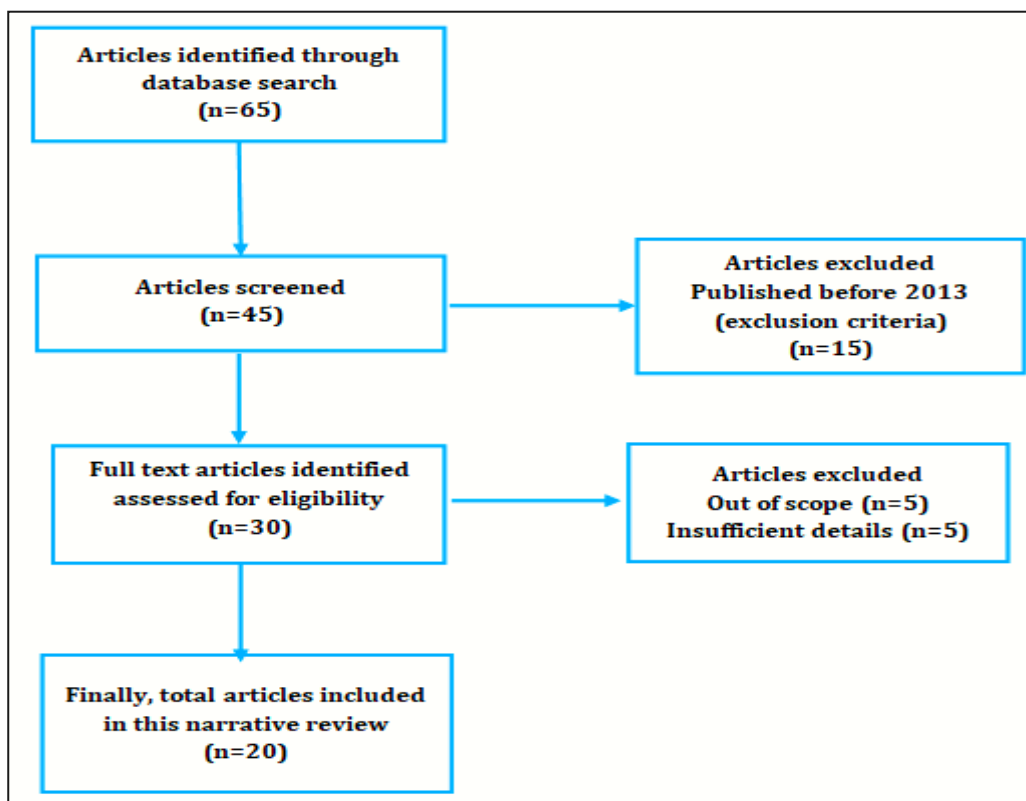 Articles identified through
database search
(n=65)
Articles screened
(n=45)
Articles excluded
Published before 2013
(exclusion criteria)
(n=15)
Full text articles identified
assessed for eligibility
(n=30)
Articles excluded
Out of scope (n=5)
Insufficient details (n=5)
Finally, total articles included
in this narrative review
(n=20)